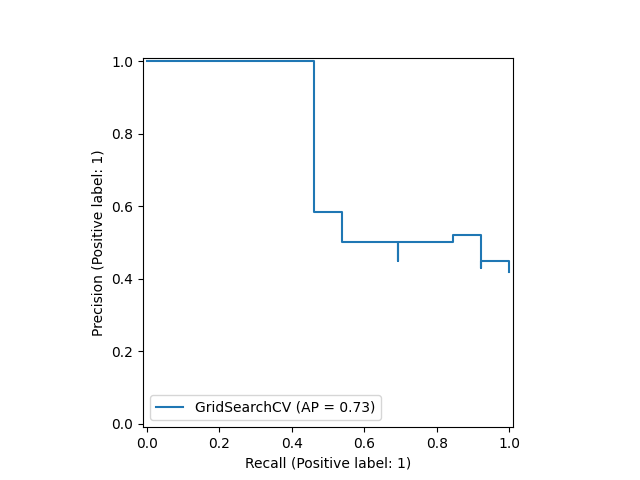 1.0
0.8
0.6
0.4
0.2
0.0
Precision (Positive label: 1)
GridSearchCV (AP = 0.73)
0.0 0.2 0.4 0.6 0.8 1.0
Recall (Positive label: 1)